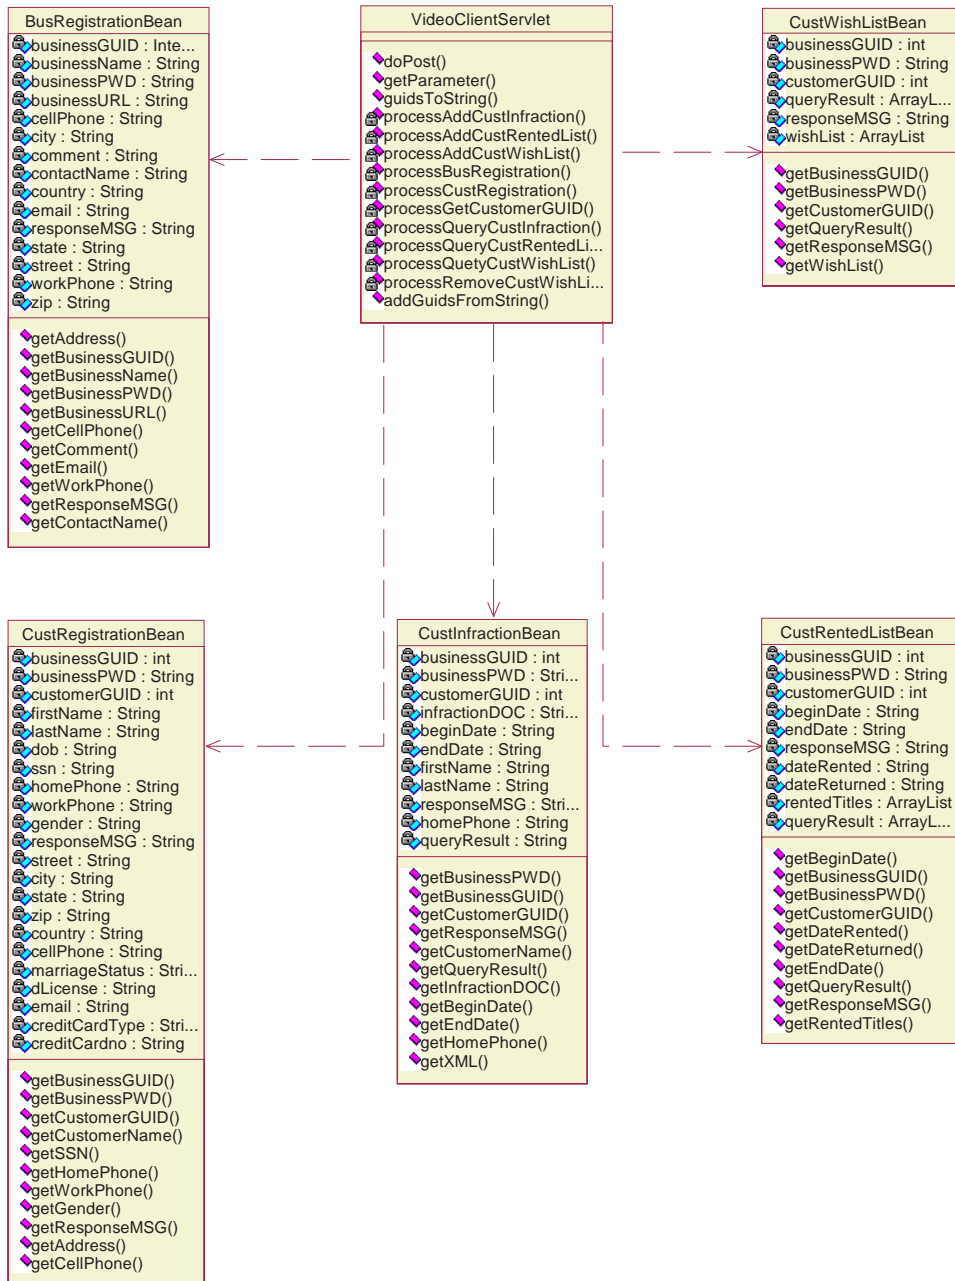 BusRegistrationBean
businessGUID : Inte...
businessName : String
businessPWD : String
businessURL : String
cellPhone : String
city : String
comment : String
contactName : String
country : String
email : String
responseMSG : String
state : String
street : String
workPhone : String
zip : String
getAddress()
getBusinessGUID()
getBusinessName()
getBusinessPWD()
getBusinessURL()
getCellPhone()
getComment()
getEmail()
getWorkPhone()
getResponseMSG()
getContactName()
VideoClientServlet
doPost()
getParameter()
guidsToString()
processAddCustInfraction()
processAddCustRentedList()
processAddCustWishList()
processBusRegistration()
processCustRegistration()
processGetCustomerGUID()
processQueryCustInfraction()
processQueryCustRentedLi...
processQuetyCustWishList()
processRemoveCustWishLi...
addGuidsFromString()
CustWishListBean
businessGUID : int
businessPWD : String
customerGUID : int
queryResult : ArrayL...
responseMSG : String
wishList : ArrayList
getBusinessGUID()
getBusinessPWD()
getCustomerGUID()
getQueryResult()
getResponseMSG()
getWishList()
CustRegistrationBean
businessGUID : int
businessPWD : String
customerGUID : int
firstName : String
lastName : String
dob : String
ssn : String
homePhone : String
workPhone : String
gender : String
responseMSG : String
street : String
city : String
state : String
zip : String
country : String
cellPhone : String
marriageStatus : Stri...
dLicense : String
email : String
creditCardType : Stri...
creditCardno : String
getBusinessGUID()
getBusinessPWD()
getCustomerGUID()
getCustomerName()
getSSN()
getHomePhone()
getWorkPhone()
getGender()
getResponseMSG()
getAddress()
getCellPhone()
CustInfractionBean
businessGUID : int
businessPWD : Stri...
customerGUID : int
infractionDOC : Stri...
beginDate : String
endDate : String
firstName : String
lastName : String
responseMSG : Stri...
homePhone : String
queryResult : String
getBusinessPWD()
getBusinessGUID()
getCustomerGUID()
getResponseMSG()
getCustomerName()
getQueryResult()
getInfractionDOC()
getBeginDate()
getEndDate()
getHomePhone()
getXML()
CustRentedListBean
businessGUID : int
businessPWD : String
customerGUID : int
beginDate : String
endDate : String
responseMSG : String
dateRented : String
dateReturned : String
rentedTitles : ArrayList
queryResult : ArrayL...
getBeginDate()
getBusinessGUID()
getBusinessPWD()
getCustomerGUID()
getDateRented()
getDateReturned()
getEndDate()
getQueryResult()
getResponseMSG()
getRentedTitles()